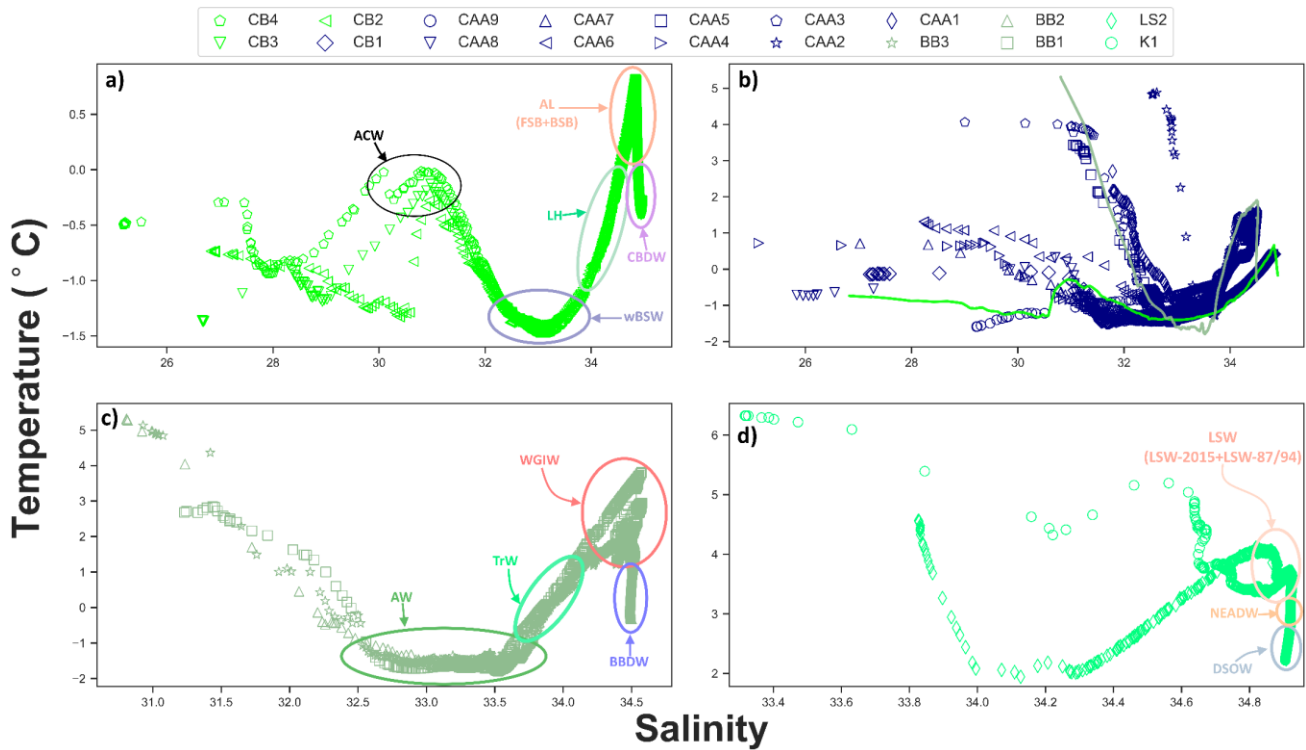 CB4 CB2 CAA9 CAA7 CAA5 CAA3 CAA1 BB2 LS2
CB3 CB1 CAA8 CAA6 CAA4 CAA2 BB3 BB1 K1
a)
AL
(FSB+BSB)
ACW
LH
CBDW
wBSW
0.5
0.0
−0.5
−1.0
−1.5
26 28 30 32 34
b)
5
4
3
2
1
0
−1
−2
26 28 30 32 34
c)
WGIW
TrW
AW
BBDW
5
4
3
2
1
0
−1
−2
31.0 31.5 32.0 32.5 33.0 33.5 34.0 34.5
d)
LSW
(LSW-2015+LSW-87/94)
NEADW
DSOW
6
5
4
3
2
33.4 33.6 33.8 34.0 34.2 34.4 34.6 34.8
Temperature (°C)
Salinity